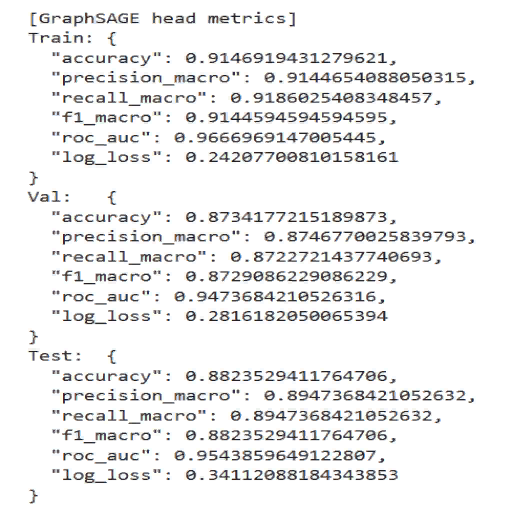 [GraphSAGE head metrics]
Train: {
  "accuracy": 0.9146919431279621,
  "precision_macro": 0.9144654088050315,
  "recall_macro": 0.9186025408348457,
  "f1_macro": 0.9144594594594595,
  "roc_auc": 0.9666969147005445,
  "log_loss": 0.24207700810158161
}
Val:   {
  "accuracy": 0.8734177215189873,
  "precision_macro": 0.8746770025839793,
  "recall_macro": 0.8722721437740693,
  "f1_macro": 0.8729086229086229,
  "roc_auc": 0.9473684210526316,
  "log_loss": 0.2816182050065394
}
Test:  {
  "accuracy": 0.8823529411764706,
  "precision_macro": 0.8947368421052632,
  "recall_macro": 0.8947368421052632,
  "f1_macro": 0.8823529411764706,
  "roc_auc": 0.9543859649122807,
  "log_loss": 0.34112088184343853
}